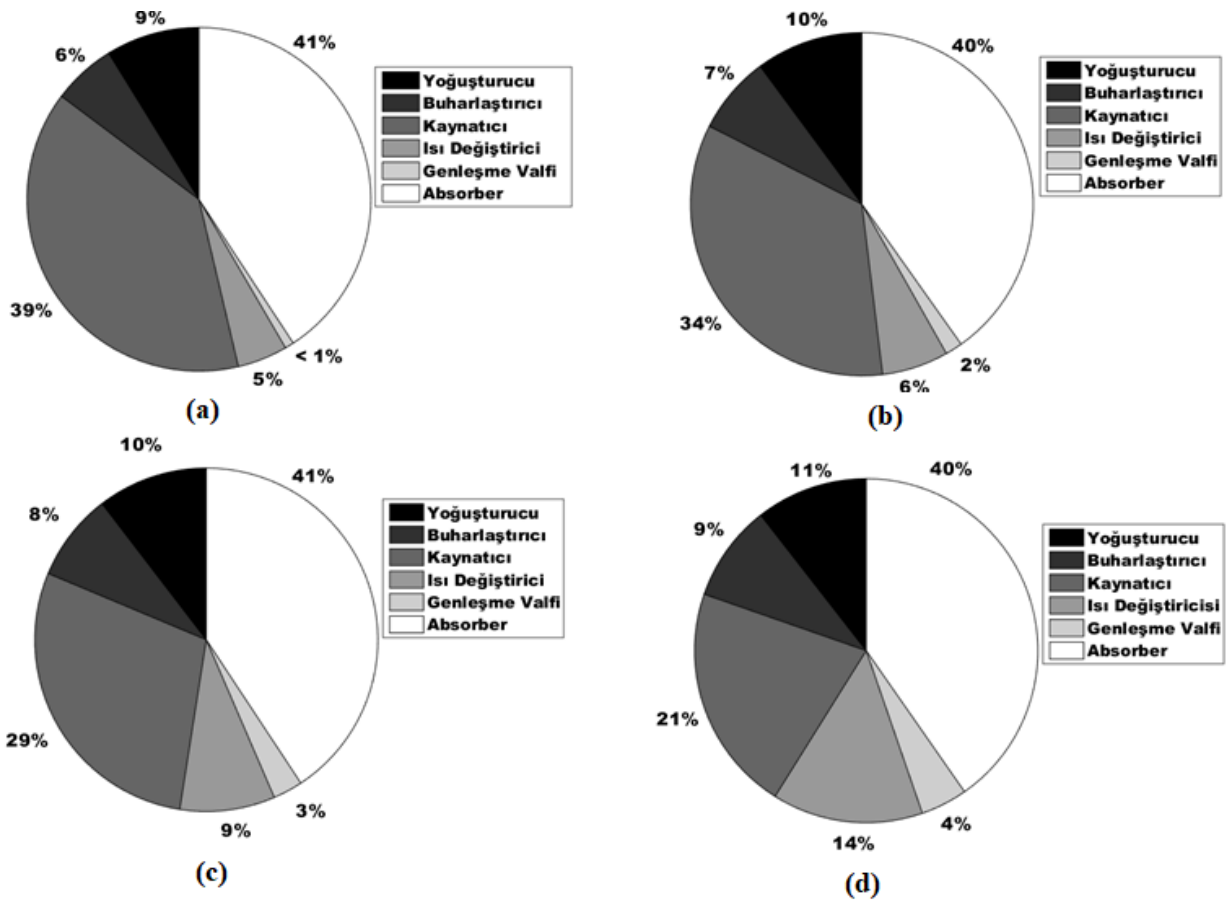 9%
41%
6%
39%
5%
< 1%
Yoğuşturucu
Buharlaştırıcı
Kaynatıcı
Isı Değiştirici
Genleşme Valfi
Absorber
(a)
10%
40%
7%
34%
6%
2%
Yoğuşturucu
Buharlaştırıcı
Kaynatıcı
Isı Değiştirici
Genleşme Valfi
Absorber
(b)
10%
41%
8%
29%
9%
3%
Yoğuşturucu
Buharlaştırıcı
Kaynatıcı
Isı Değiştirici
Genleşme Valfi
Absorber
(c)
11%
40%
9%
21%
14%
4%
Yoğuşturucu
Buharlaştırıcı
Kaynatıcı
Isı Değiştiricisi
Genleşme Valfi
Absorber
(d)